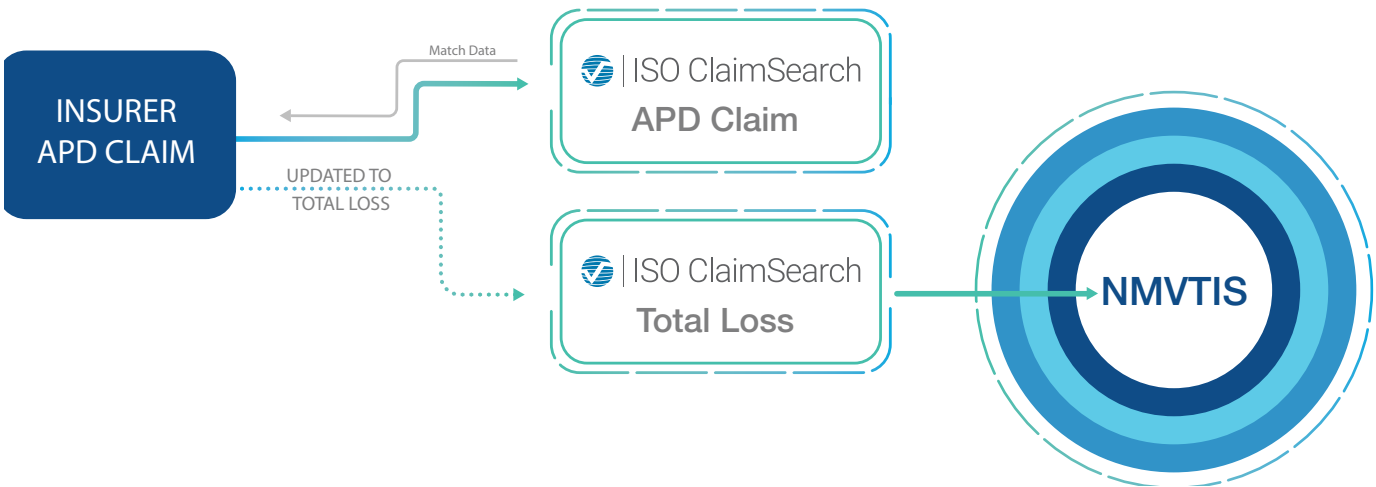 INSURER
APD CLAIM
Match Data
UPDATED TO
TOTAL LOSS
ISO ClaimSearch
APD Claim
ISO ClaimSearch
Total Loss
NMVTIS